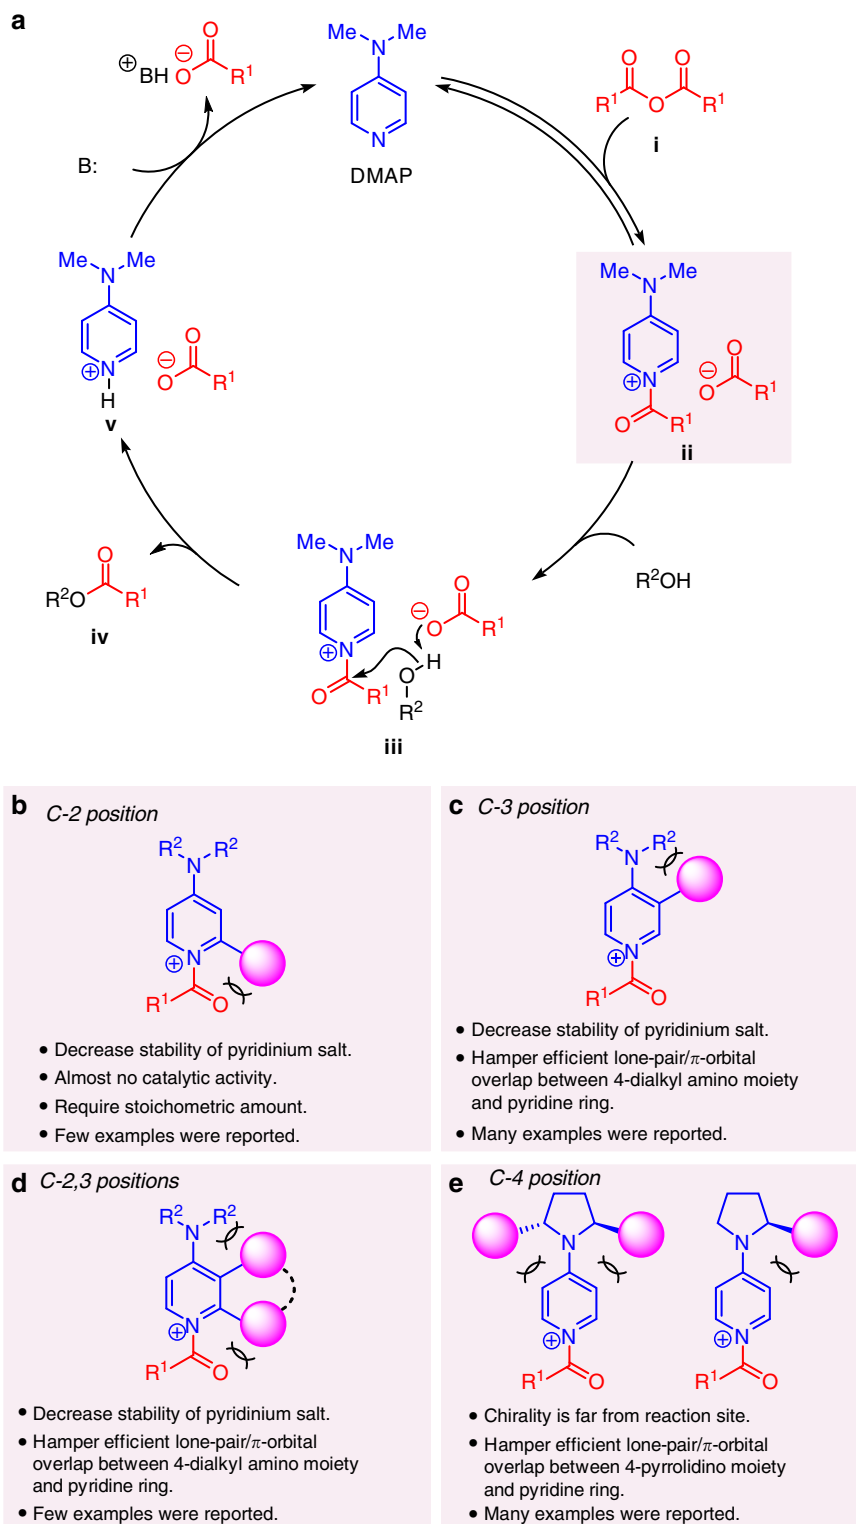 a
Me Me
N
N
DMAP
⊕BH ⊖O O R¹
R¹ O O O R¹
i
B:
Me Me
N
N
⊕
H
v
⊖ O O R¹
Me Me
N
⊕ N
O R¹
⊖ O O R¹
ii
R²OH
Me Me
N
⊕ N
O R¹
⊖ O O R¹
H
O
R²
iii
O
R²O R¹
iv
b C-2 position
R² R²
N
N
⊕
R¹ O
• Decrease stability of pyridinium salt.
• Almost no catalytic activity.
• Require stoichometric amount.
• Few examples were reported.
c C-3 position
R² R²
N
N
⊕
R¹ O
• Decrease stability of pyridinium salt.
• Hamper efficient lone-pair/π-orbital
overlap between 4-dialkyl amino moiety
and pyridine ring.
• Many examples were reported.
d C-2,3 positions
R² R²
N
N
⊕
R¹ O
• Decrease stability of pyridinium salt.
• Hamper efficient lone-pair/π-orbital
overlap between 4-dialkyl amino moiety
and pyridine ring.
• Few examples were reported.
e C-4 position
N N
⊕ N ⊕ N
R¹ O R¹ O
• Chirality is far from reaction site.
• Hamper efficient lone-pair/π-orbital
overlap between 4-pyrrolidino moiety
and pyridine ring.
• Many examples were reported.